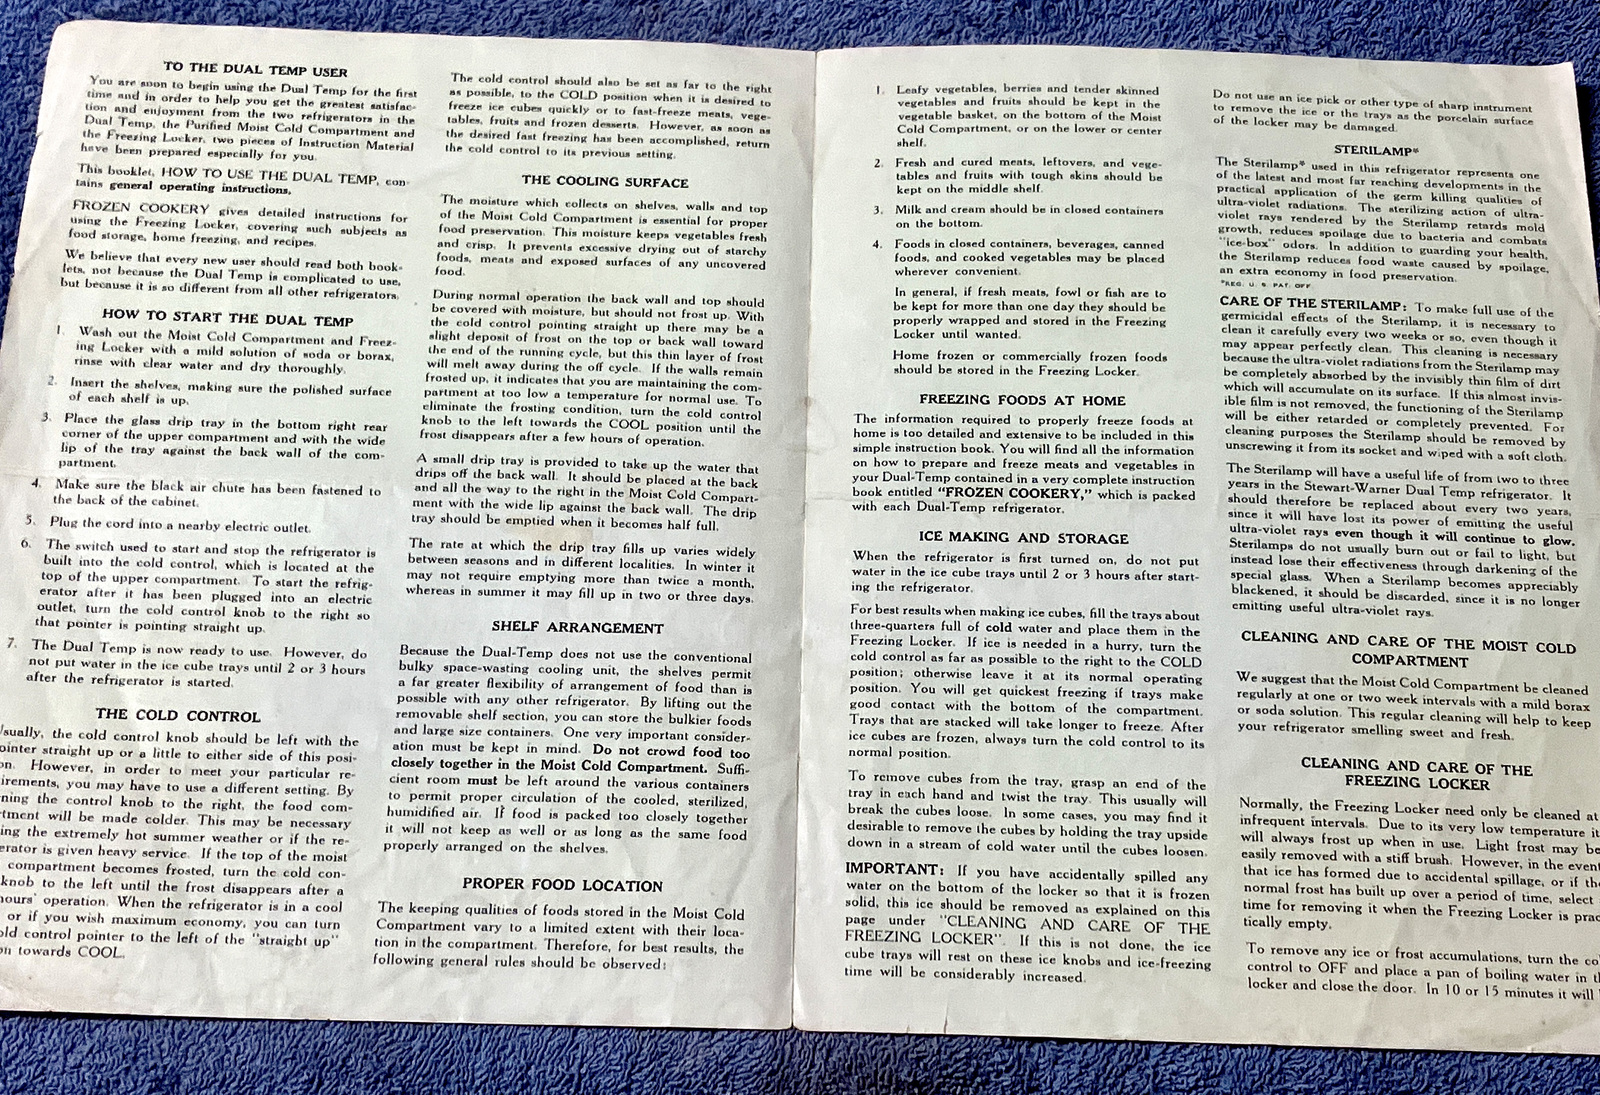 TO THE DUAL TEMP USER
You are soon to begin using the Dual Temp for the first
time and in order to help you get the greatest satisfac-
tion and enjoyment from the two refrigerators in the
Dual Temp, the Purified Moist Cold Compartment and
the Freezing Locker, two pieces of Instruction Material
have been prepared especially for you.
This booklet, HOW TO USE THE DUAL TEMP, con-
tains general operating instructions.
FROZEN COOKERY gives detailed instructions for
using the Freezing Locker, covering such subjects as
food storage, home freezing, and recipes.
We believe that every new user should read both book-
lets, not because the Dual Temp is complicated to use,
but because it is so different from all other refrigerators.
HOW TO START THE DUAL TEMP
1. Wash out the Moist Cold Compartment and Freez-
ing Locker with a mild solution of soda or borax,
rinse with clear water and dry thoroughly.
2. Insert the shelves, making sure the polished surface
of each shelf is up.
3. Place the glass drip tray in the bottom right rear
corner of the upper compartment and with the wide
lip of the tray against the back wall of the com-
partment.
4. Make sure the black air chute has been fastened to
the back of the cabinet.
5. Plug the cord into a nearby electric outlet.
6. The switch used to start and stop the refrigerator is
built into the cold control, which is located at the
top of the upper compartment. To start the refrig-
erator after it has been plugged into an electric
outlet, turn the cold control knob to the right so
that pointer is pointing straight up.
7. The Dual Temp is now ready to use. However, do
not put water in the ice cube trays until 2 or 3 hours
after the refrigerator is started.
THE COLD CONTROL
sually, the cold control knob should be left with the
ointer straight up or a little to either side of this posi-
on. However, in order to meet your particular re-
irements, you may have to use a different setting. By
ning the control knob to the right, the food com-
tment will be made colder. This may be necessary
ing the extremely hot summer weather or if the re-
erator is given heavy service. If the top of the moist
compartment becomes frosted, turn the cold con-
knob to the left until the frost disappears after a
hours' operation. When the refrigerator is in a cool
or if you wish maximum economy, you can turn
old control pointer to the left of the "straight up"
on towards COOL.
The cold control should also be set as far to the right
as possible, to the COLD position when it is desired to
freeze ice cubes quickly or to fast-freeze meats, vege-
tables, fruits and frozen desserts. However, as soon as
the desired fast freezing has been accomplished, return
the cold control to its previous setting.
THE COOLING SURFACE
The moisture which collects on shelves, walls and top
of the Moist Cold Compartment is essential for proper
food preservation. This moisture keeps vegetables fresh
and crisp. It prevents excessive drying out of starchy
foods, meats and exposed surfaces of any uncovered
food.
During normal operation the back wall and top should
be covered with moisture, but should not frost up. With
the cold control pointing straight up there may be a
slight deposit of frost on the top or back wall toward
the end of the running cycle, but this thin layer of frost
will melt away during the off cycle. If the walls remain
frosted up, it indicates that you are maintaining the com-
partment at too low a temperature for normal use. To
eliminate the frosting condition, turn the cold control
knob to the left towards the COOL position until the
frost disappears after a few hours of operation.
A small drip tray is provided to take up the water that
drips off the back wall. It should be placed at the back
and all the way to the right in the Moist Cold Compart-
ment with the wide lip against the back wall. The drip
tray should be emptied when it becomes half full.
The rate at which the drip tray fills up varies widely
between seasons and in different localities. In winter it
may not require emptying more than twice a month,
whereas in summer it may fill up in two or three days.
SHELF ARRANGEMENT
Because the Dual-Temp does not use the conventional
bulky space-wasting cooling unit, the shelves permit
a far greater flexibility of arrangement of food than is
possible with any other refrigerator. By lifting out the
removable shelf section, you can store the bulkier foods
and large size containers. One very important consider-
ation must be kept in mind. Do not crowd food too
closely together in the Moist Cold Compartment. Suffi-
cient room must be left around the various containers
to permit proper circulation of the cooled, sterilized,
humidified air. If food is packed too closely together
it will not keep as well or as long as the same food
properly arranged on the shelves.
PROPER FOOD LOCATION
The keeping qualities of foods stored in the Moist Cold
Compartment vary to a limited extent with their loca-
tion in the compartment. Therefore, for best results, the
following general rules should be observed:
1. Leafy vegetables, berries and tender skinned
vegetables and fruits should be kept in the
vegetable basket, on the bottom of the Moist
Cold Compartment, or on the lower or center
shelf.
2. Fresh and cured meats, leftovers, and vege-
tables and fruits with tough skins should be
kept on the middle shelf.
3. Milk and cream should be in closed containers
on the bottom.
4. Foods in closed containers, beverages, canned
foods, and cooked vegetables may be placed
wherever convenient.
In general, if fresh meats, fowl or fish are to
be kept for more than one day they should be
properly wrapped and stored in the Freezing
Locker until wanted.
Home frozen or commercially frozen foods
should be stored in the Freezing Locker.
FREEZING FOODS AT HOME
The information required to properly freeze foods at
home is too detailed and extensive to be included in this
simple instruction book. You will find all the information
on how to prepare and freeze meats and vegetables in
your Dual-Temp contained in a very complete instruction
book entitled "FROZEN COOKERY," which is packed
with each Dual-Temp refrigerator.
ICE MAKING AND STORAGE
When the refrigerator is first turned on, do not put
water in the ice cube trays until 2 or 3 hours after start-
ing the refrigerator.
For best results when making ice cubes, fill the trays about
three-quarters full of cold water and place them in the
Freezing Locker. If ice is needed in a hurry, turn the
cold control as far as possible to the right to the COLD
position; otherwise leave it at its normal operating
position. You will get quickest freezing if trays make
good contact with the bottom of the compartment.
Trays that are stacked will take longer to freeze. After
ice cubes are frozen, always turn the cold control to its
normal position.
To remove cubes from the tray, grasp an end of the
tray in each hand and twist the tray. This usually will
break the cubes loose. In some cases, you may find it
desirable to remove the cubes by holding the tray upside
down in a stream of cold water until the cubes loosen.
IMPORTANT: If you have accidentally spilled any
water on the bottom of the locker so that it is frozen
solid, this ice should be removed as explained on this
page under "CLEANING AND CARE OF THE
FREEZING LOCKER". If this is not done, the ice
cube trays will rest on these ice knobs and ice-freezing
time will be considerably increased.
Do not use an ice pick or other type of sharp instrument
to remove the ice or the trays as the porcelain surface
of the locker may be damaged.
STERILAMP*
The Sterilamp* used in this refrigerator represents one
of the latest and most far reaching developments in the
practical application of the germ killing qualities of
ultra-violet radiations. The sterilizing action of ultra-
violet rays rendered by the Sterilamp retards mold
growth, reduces spoilage due to bacteria and combats
"ice-box" odors. In addition to guarding your health,
the Sterilamp reduces food waste caused by spoilage,
an extra economy in food preservation.
*REG. U. S. PAT. OFF.
CARE OF THE STERILAMP: To make full use of the
germicidal effects of the Sterilamp, it is necessary to
clean it carefully every two weeks or so, even though it
may appear perfectly clean. This cleaning is necessary
because the ultra-violet radiations from the Sterilamp may
be completely absorbed by the invisibly thin film of dirt
which will accumulate on its surface. If this almost invis-
ible film is not removed, the functioning of the Sterilamp
will be either retarded or completely prevented. For
cleaning purposes the Sterilamp should be removed by
unscrewing it from its socket and wiped with a soft cloth.
The Sterilamp will have a useful life of from two to three
years in the Stewart-Warner Dual Temp refrigerator. It
should therefore be replaced about every two years,
since it will have lost its power of emitting the useful
ultra-violet rays even though it will continue to glow.
Sterilamps do not usually burn out or fail to light, but
instead lose their effectiveness through darkening of the
special glass. When a Sterilamp becomes appreciably
blackened, it should be discarded, since it is no longer
emitting useful ultra-violet rays.
CLEANING AND CARE OF THE MOIST COLD
COMPARTMENT
We suggest that the Moist Cold Compartment be cleaned
regularly at one or two week intervals with a mild borax
or soda solution. This regular cleaning will help to keep
your refrigerator smelling sweet and fresh.
CLEANING AND CARE OF THE
FREEZING LOCKER
Normally, the Freezing Locker need only be cleaned at
infrequent intervals. Due to its very low temperature it
will always frost up when in use. Light frost may be
easily removed with a stiff brush. However, in the event
that ice has formed due to accidental spillage, or if the
normal frost has built up over a period of time, select
time for removing it when the Freezing Locker is prac
tically empty.
To remove any ice or frost accumulations, turn the co
control to OFF and place a pan of boiling water in th
locker and close the door. In 10 or 15 minutes it will